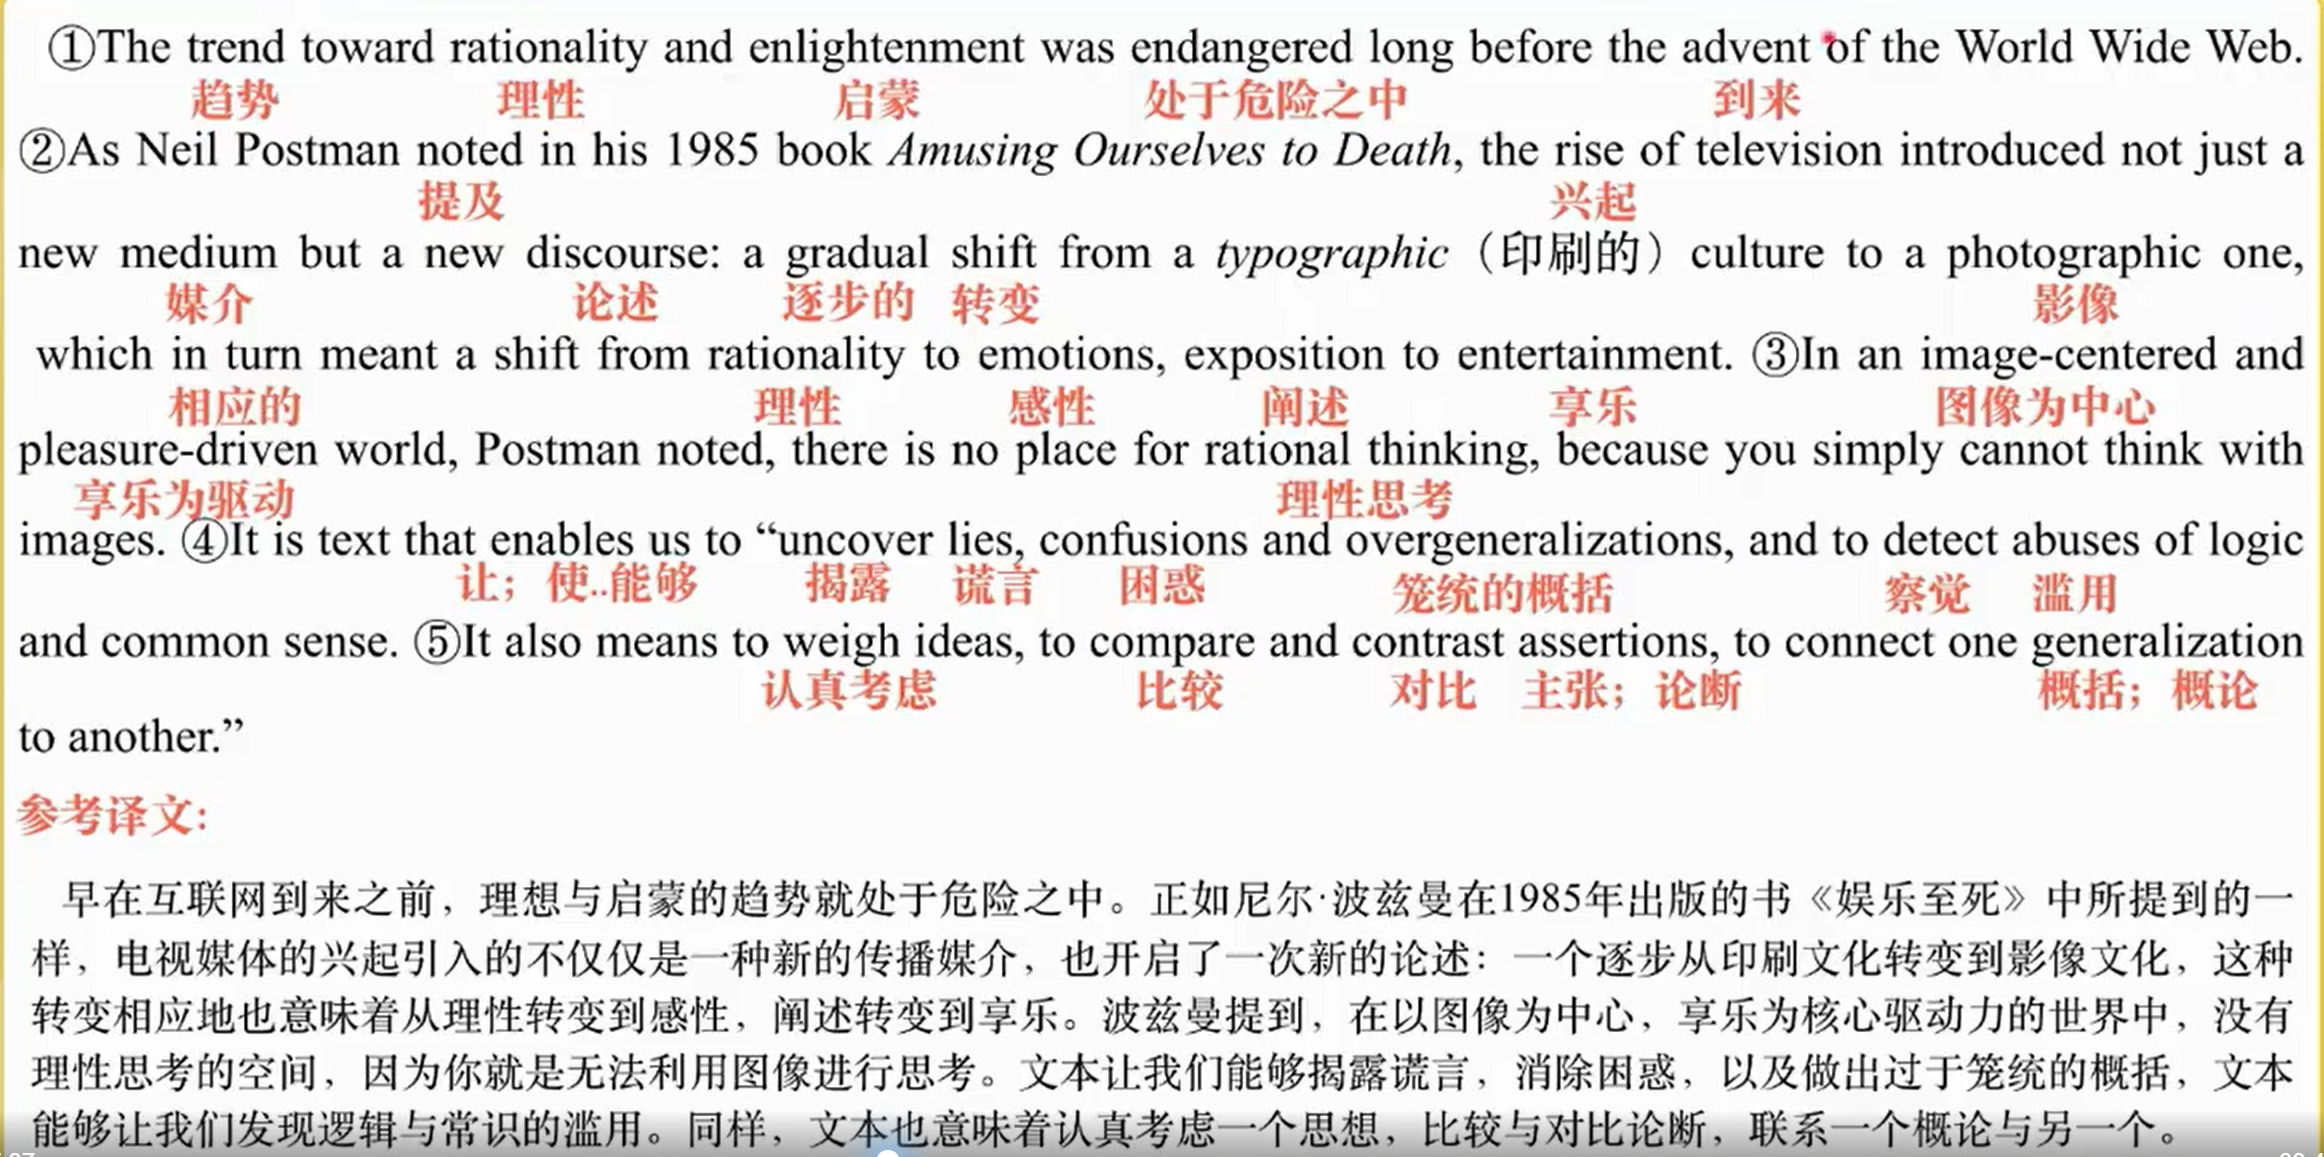 ①The trend toward rationality and enlightenment was endangered long before the advent of the World Wide Web.
趋势 理性 启蒙 处于危险之中 到来
②As Neil Postman noted in his 1985 book Amusing Ourselves to Death, the rise of television introduced not just a
提及 兴起
new medium but a new discourse: a gradual shift from a typographic（印刷的）culture to a photographic one,
媒介 论述 逐步的 转变 影像
which in turn meant a shift from rationality to emotions, exposition to entertainment. ③In an image-centered and
相应的 理性 感性 阐述 享乐 图像为中心
pleasure-driven world, Postman noted, there is no place for rational thinking, because you simply cannot think with
享乐为驱动 理性思考
images. ④It is text that enables us to “uncover lies, confusions and overgeneralizations, and to detect abuses of logic
让；使..能够 揭露 谎言 困惑 笼统的概括 察觉 滥用
and common sense. ⑤It also means to weigh ideas, to compare and contrast assertions, to connect one generalization
认真考虑 比较 对比 主张；论断 概括；概论
to another.”
参考译文：
早在互联网到来之前，理想与启蒙的趋势就处于危险之中。正如尼尔·波兹曼在1985年出版的书《娱乐至死》中所提到的一
样，电视媒体的兴起引入的不仅仅是一种新的传播媒介，也开启了一次新的论述：一个逐步从印刷文化转变到影像文化，这种
转变相应地也意味着从理性转变到感性，阐述转变到享乐。波兹曼提到，在以图像为中心，享乐为核心驱动力的世界中，没有
理性思考的空间，因为你就是无法利用图像进行思考。文本让我们能够揭露谎言，消除困惑，以及做出过于笼统的概括，文本
能够让我们发现逻辑与常识的滥用。同样，文本也意味着认真考虑一个思想，比较与对比论断，联系一个概论与另一个。